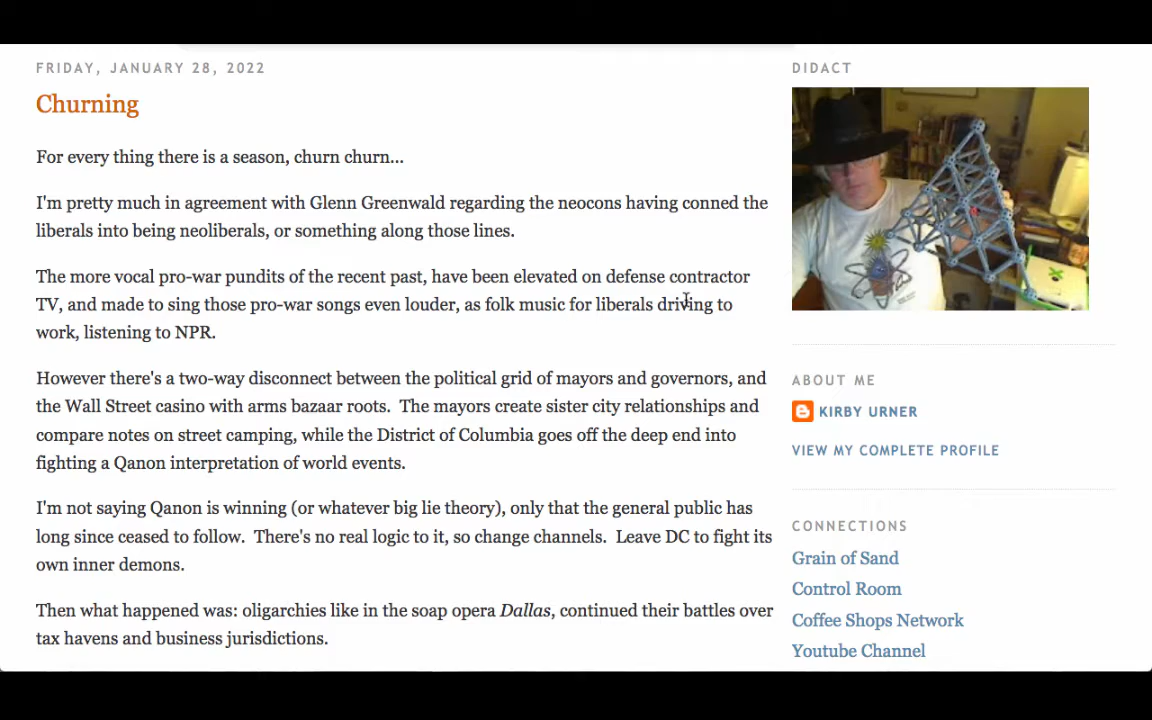 FRIDAY, JANUARY 28, 2022
Churning
For every thing there is a season, churn churn...
I'm pretty much in agreement with Glenn Greenwald regarding the neocons having conned the
liberals into being neoliberals, or something along those lines.
The more vocal pro-war pundits of the recent past, have been elevated on defense contractor
TV, and made to sing those pro-war songs even louder, as folk music for liberals driving to
work, listening to NPR.
However there's a two-way disconnect between the political grid of mayors and governors, and
the Wall Street casino with arms bazaar roots.  The mayors create sister city relationships and
compare notes on street camping, while the District of Columbia goes off the deep end into
fighting a Qanon interpretation of world events.
I'm not saying Qanon is winning (or whatever big lie theory), only that the general public has
long since ceased to follow.  There's no real logic to it, so change channels.  Leave DC to fight its
own inner demons.
Then what happened was: oligarchies like in the soap opera Dallas, continued their battles over
tax havens and business jurisdictions.
DIDACT
ABOUT ME
KIRBY URNER
VIEW MY COMPLETE PROFILE
CONNECTIONS
Grain of Sand
Control Room
Coffee Shops Network
Youtube Channel